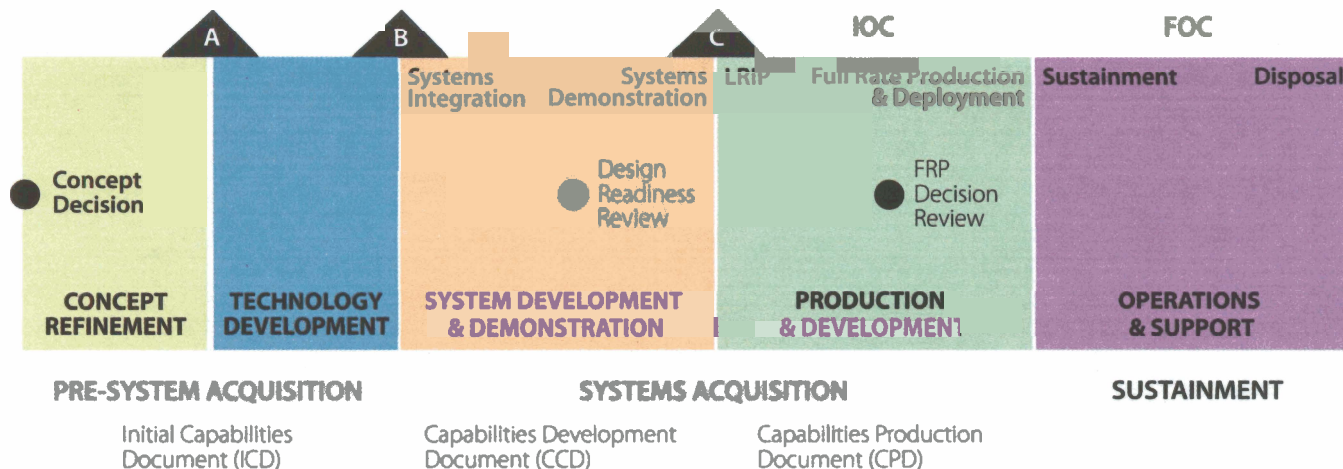 A
B
C
IOC
FOC
Systems
Integration
Systems
Demonstration
LRIP
Full Rate Production
& Deployment
Sustainment
Disposal
Concept
Decision
Design
Readiness
Review
FRP
Decision
Review
CONCEPT
REFINEMENT
TECHNOLOGY
DEVELOPMENT
SYSTEM DEVELOPMENT
& DEMONSTRATION
PRODUCTION
& DEVELOPMENT
OPERATIONS
& SUPPORT
PRE-SYSTEM ACQUISITION
SYSTEMS ACQUISITION
SUSTAINMENT
Initial Capabilities
Document (ICD)
Capabilities Development
Document (CCD)
Capabilities Production
Document (CPD)